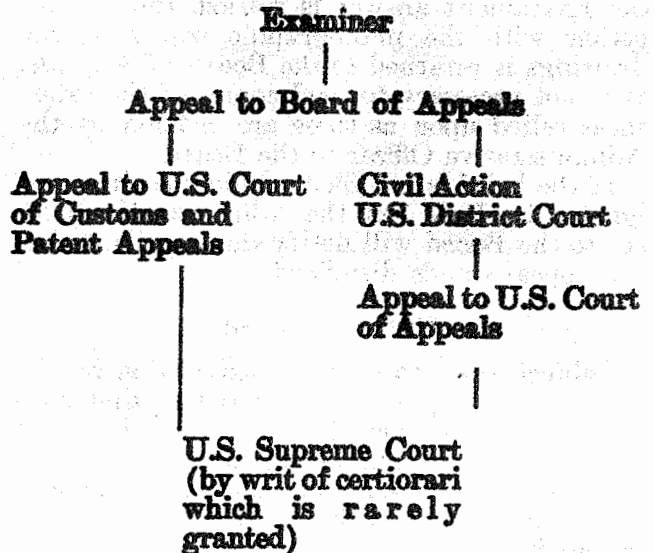 Examiner
Appeal to Board of Appeals
Appeal to U.S. Court
of Customs and
Patent Appeals
Civil Action
U.S. District Court
Appeal to U.S. Court
of Appeals
U.S. Supreme Court
(by writ of certiorari
which is rarely
granted)